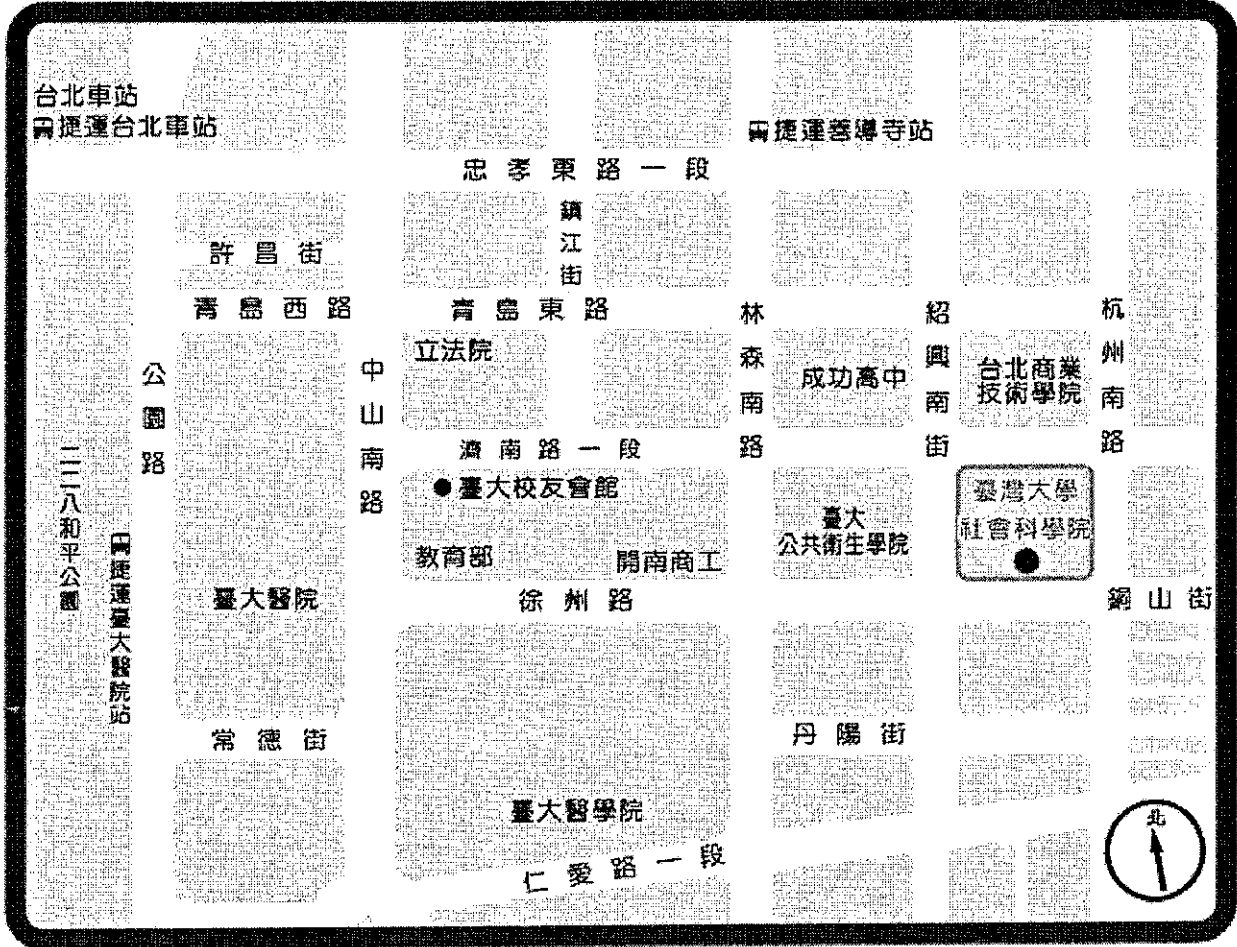 台北車站
捷運台北車站
捷運善導寺站
忠孝東路一段
鎮江街
許昌街
青島西路
青島東路
林森南路
紹興南街
杭州南路
立法院
成功高中
台北商業
技術學院
公園路
中山南路
濟南路一段
二二八和平公園
捷運臺大醫院站
臺大校友會館
臺灣大學
社會科學院
臺大
公共衛生學院
教育部
開南商工
臺大醫院
徐州路
銅山街
常德街
丹陽街
臺大醫學院
仁愛路一段
北